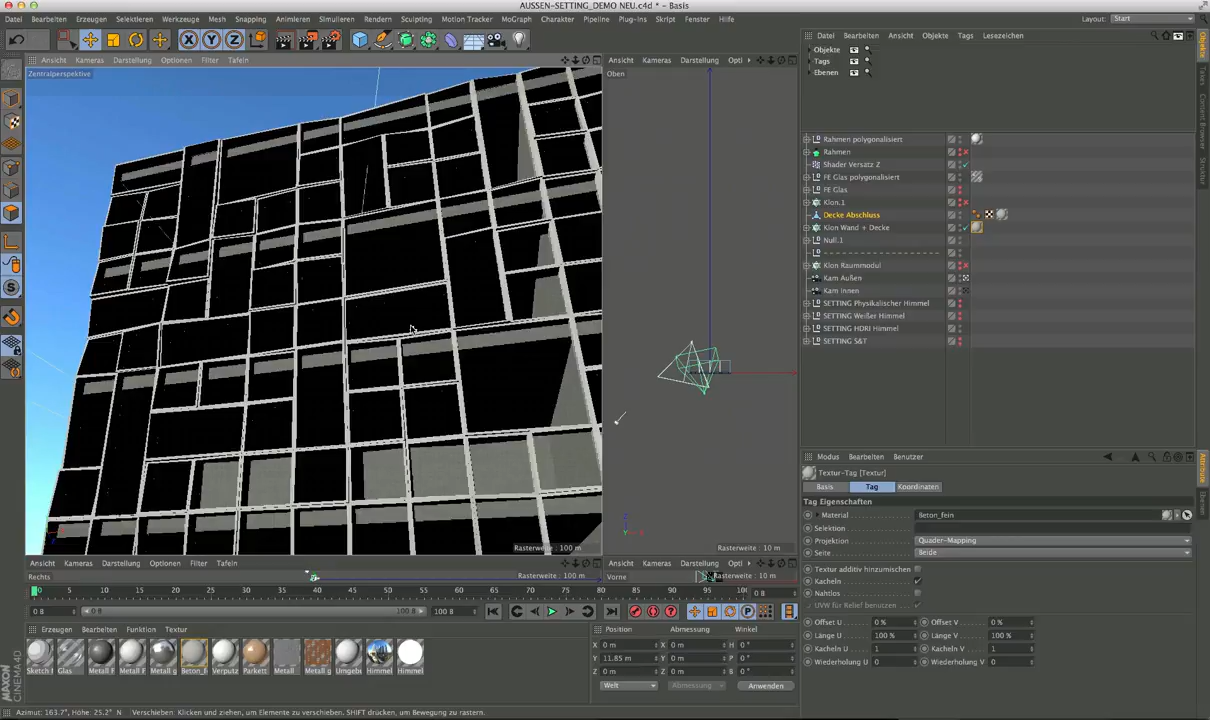 AUSSEN-SETTING_DEMO NEU.c4d * - Basis
Datei Bearbeiten Erzeugen Selektieren Werkzeuge Mesh Snapping Animieren Simulieren Rendern Sculpting Motion Tracker MoGraph Charakter Pipeline Plug-ins Skript Fenster Hilfe Layout: Start
Datei Bearbeiten Ansicht Objekte Tags Lesezeichen
Objekte
Tags
Ebenen
Ansicht Kameras Darstellung Optionen Filter Tafeln
Zentralperspektive
Rasterweite : 100 m
Ansicht Kameras Darstellung Opti
Oben
Rasterweite : 10 m
Rahmen polygonalisiert
Rahmen
Shader Versatz Z
FE Glas polygonalisiert
FE Glas
Klon.1
Decke Abschluss
Klon Wand + Decke
Null.1
Klon Raummodul
Kam Außen
Kam Innen
SETTING Physikalischer Himmel
SETTING Weißer Himmel
SETTING HDRI Himmel
SETTING S&T
Objekte
Takes
Content Browser
Struktur
Modus Bearbeiten Benutzer
Textur-Tag [Textur]
Basis Tag Koordinaten
Tag Eigenschaften
Material Beton_fein
Selektion
Projektion Quader-Mapping
Seite Beide
Textur additiv hinzumischen
Kacheln
Nahtlos
UVW für Relief benutzen
Offset U 0 % Offset V 0 %
Länge U 100 % Länge V 100 %
Kacheln U 1 Kacheln V 1
Wiederholung U 0 Wiederholung V 0
Attribute
Ebenen
Ansicht Kameras Darstellung Optionen Filter Tafeln
Rechts Rasterweite : 100 m
Ansicht Kameras Darstellung Opti
Vorne Rasterweite : 10 m
0 5 10 15 20 25 30 35 40 45 50 55 60 65 70 75 80 85 90 95 100 0 B
0 B 0 B 100 B 100 B
Erzeugen Bearbeiten Funktion Textur
Sketch Glas Metall F Metall F Metall g Beton_f Verputz Parkett Metall Metall g Umgebu Himmel Himmel
Position Abmessung Winkel
X 0 m X 0 m H 0 °
Y 11.85 m Y 0 m P 0 °
Z 0 m Z 0 m B 0 °
Welt Abmessung Anwenden
MAXON
CINEMA 4D
Azimut: 163.7°, Höhe: 25.2° N Verschieben: Klicken und ziehen, um Elemente zu verschieben. SHIFT drücken, um Bewegung zu rastern.